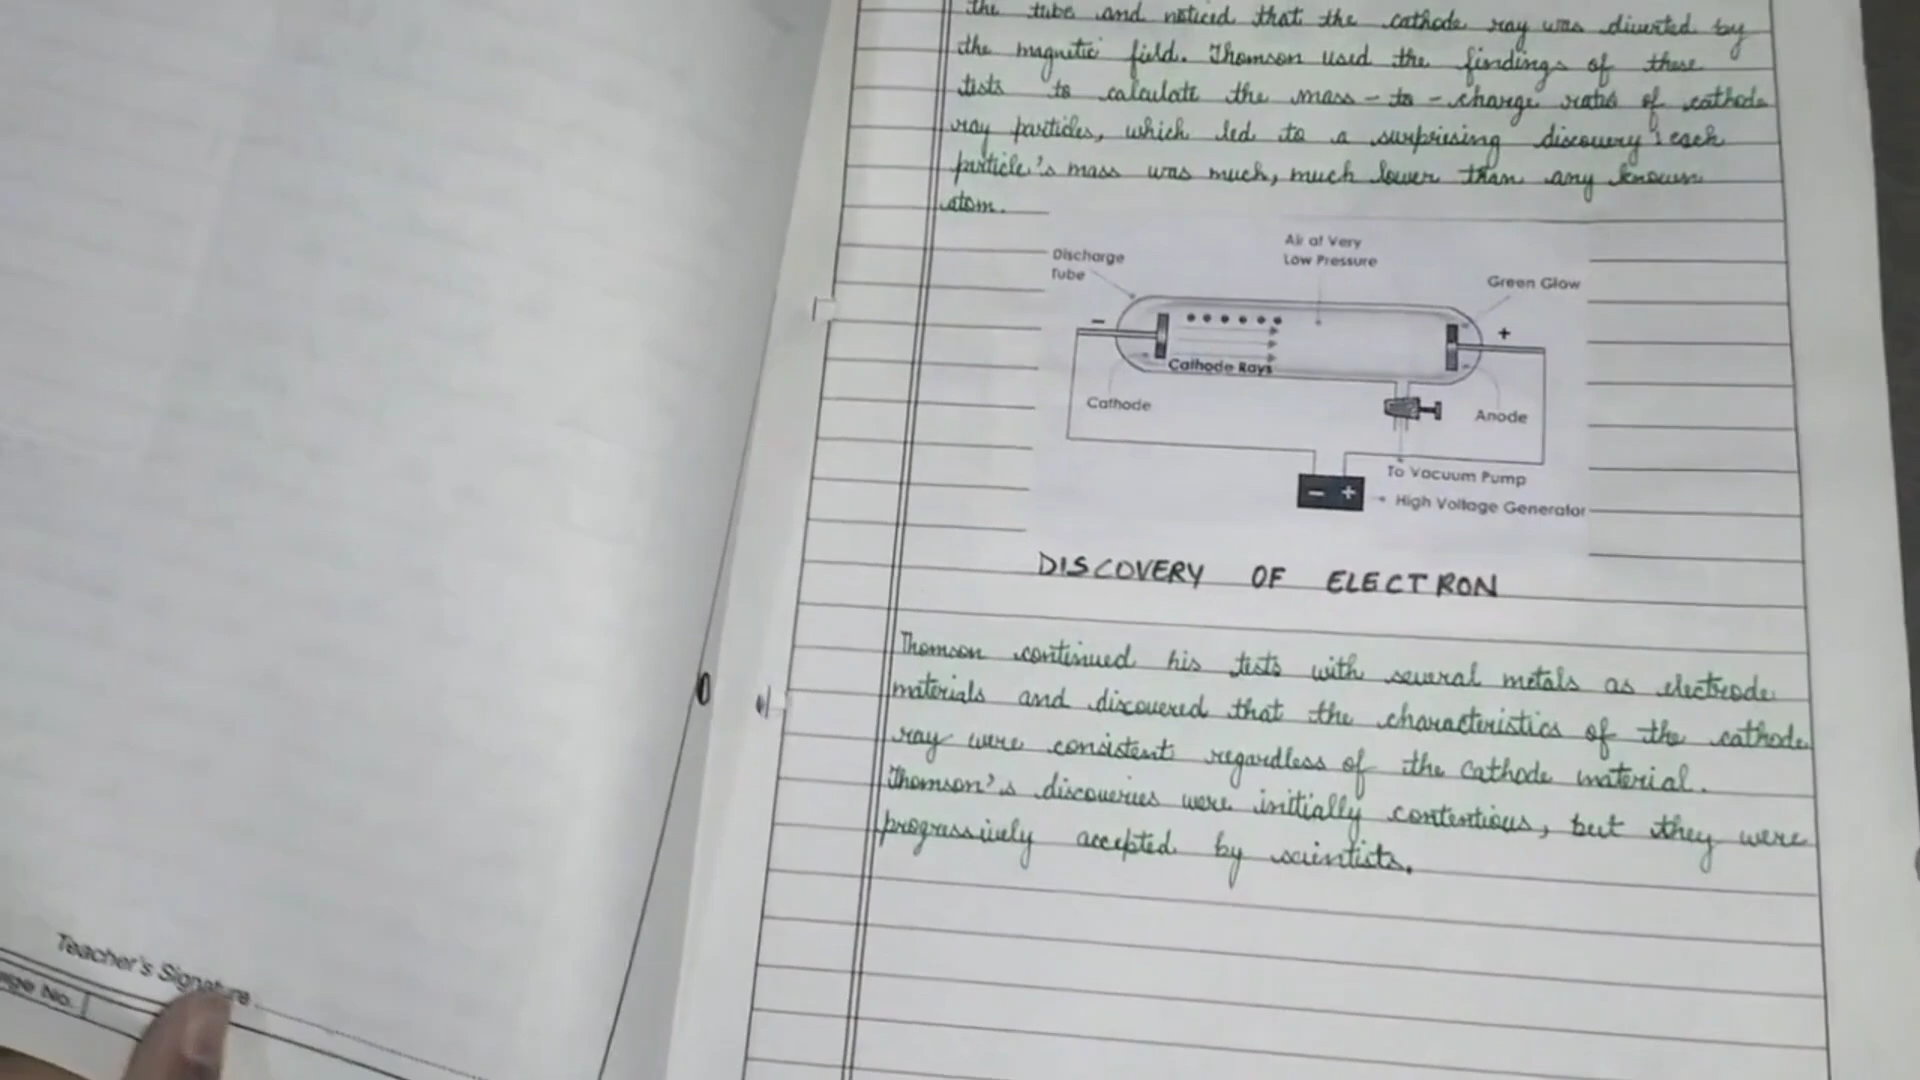 the tube and noticed that the cathode ray was diverted by
the magnetic field. Thomson used the findings of these
tests to calculate the mass-to-charge ratio of cathode
ray particles, which led to a surprising discovery: each
particle's mass was much, much lower than any known
atom.
Discharge
Tube
Air at Very
Low Pressure
Green Glow
−
+
Cathode Rays
Cathode
Anode
To Vacuum Pump
− +
High Voltage Generator
DISCOVERY OF ELECTRON
Thomson continued his tests with several metals as electrode
materials and discovered that the characteristics of the cathode
ray were consistent regardless of the cathode material.
Thomson's discoveries were initially contentious, but they were
progressively accepted by scientists.
Teacher's Signature
No.